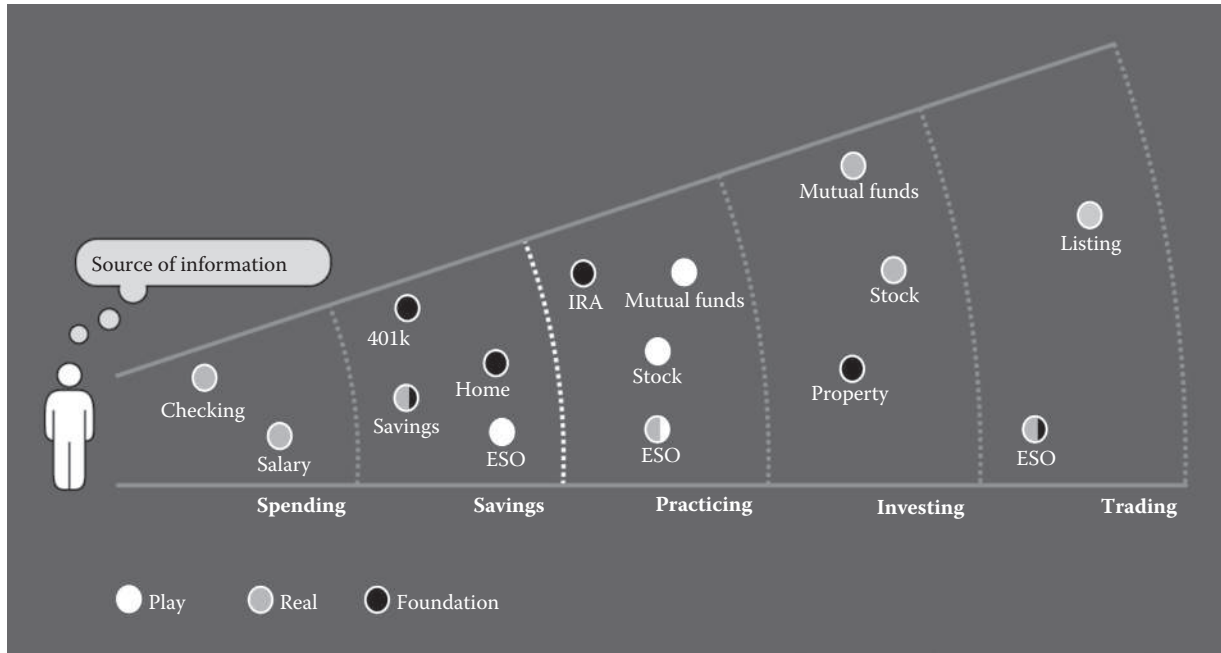 Source of information
Checking
Salary
401k
Savings
Home
ESO
IRA
Mutual funds
Stock
ESO
Mutual funds
Stock
Property
Listing
ESO
Spending
Savings
Practicing
Investing
Trading
Play
Real
Foundation